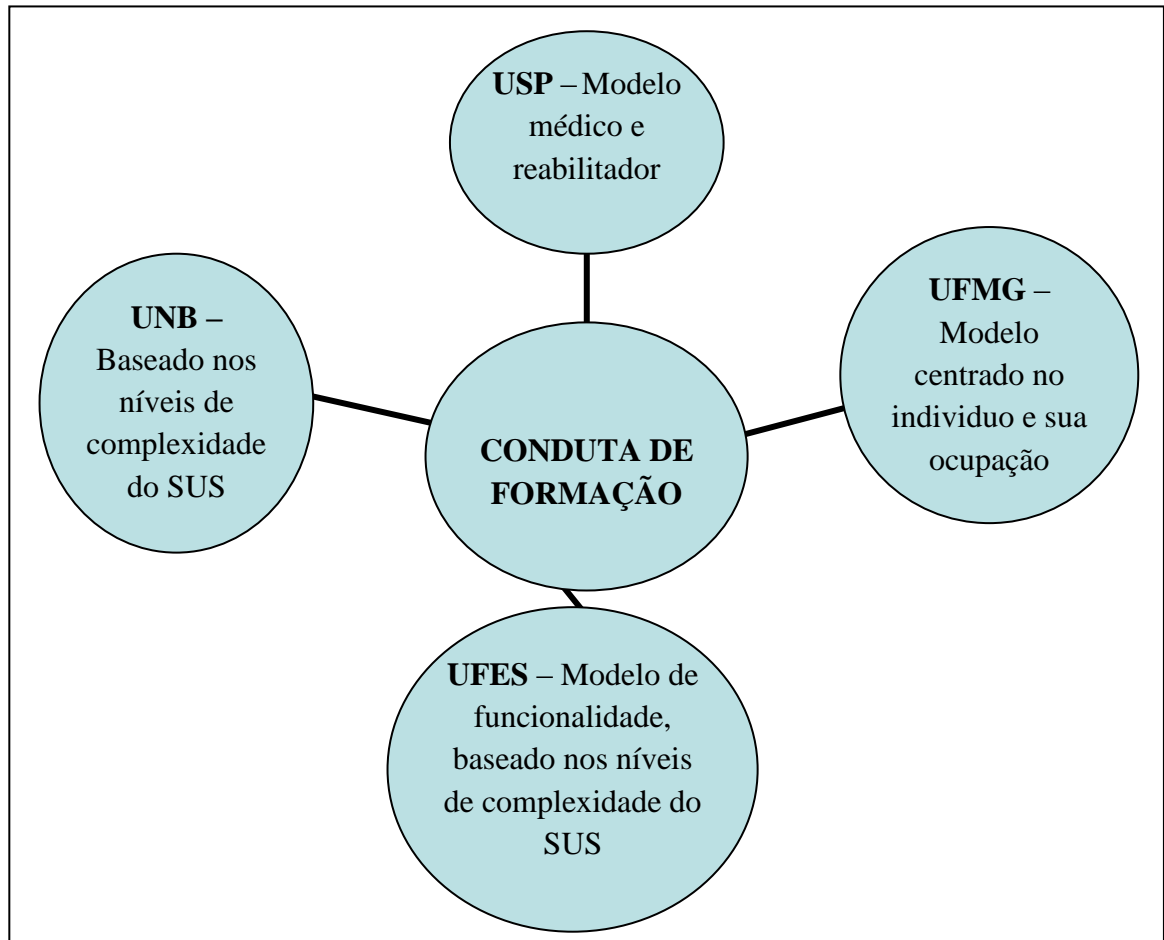 USP – Modelo
médico e
reabilitador
UNB –
Baseado nos
níveis de
complexidade
do SUS
UFMG –
Modelo
centrado no
individuo e sua
ocupação
CONDUTA DE
FORMAÇÃO
UFES – Modelo de
funcionalidade,
baseado nos níveis
de complexidade do
SUS